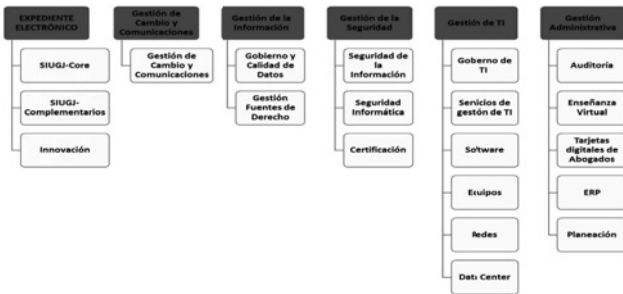 EXPEDIENTE
ELECTRÓNICO
SIUGJ-Core
SIUGJ-
Complementarios
Innovación
Gestión de
Cambio y
Comunicaciones
Gestión de
Cambio y
Comunicaciones
Gestión de la
Información
Gobierno y
Calidad de
Datos
Gestión
Fuentes de
Derecho
Gestión de la
Seguridad
Seguridad de
la
Información
Seguridad
Informática
Certificación
Gestión de TI
Goberno de
TI
Servicios de
gestión de TI
Software
Equipos
Redes
Data Center
Gestión
Administrativa
Auditoría
Enseñanza
Virtual
Tarjetas
digitales de
Abogados
ERP
Planeación